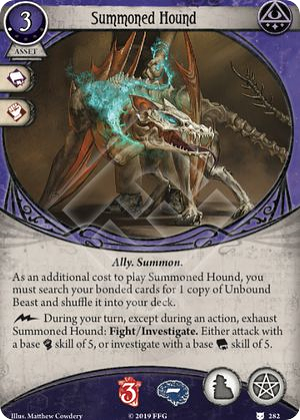 Summoned Hound
3
ASSET
Ally. Summon.
As an additional cost to play Summoned Hound, you
must search your bonded cards for 1 copy of Unbound
Beast and shuffle it into your deck.
During your turn, except during an action, exhaust
Summoned Hound: Fight/Investigate. Either attack with
a base skill of 5, or investigate with a base skill of 5.
3
Illus. Matthew Cowdery
© 2019 FFG
282